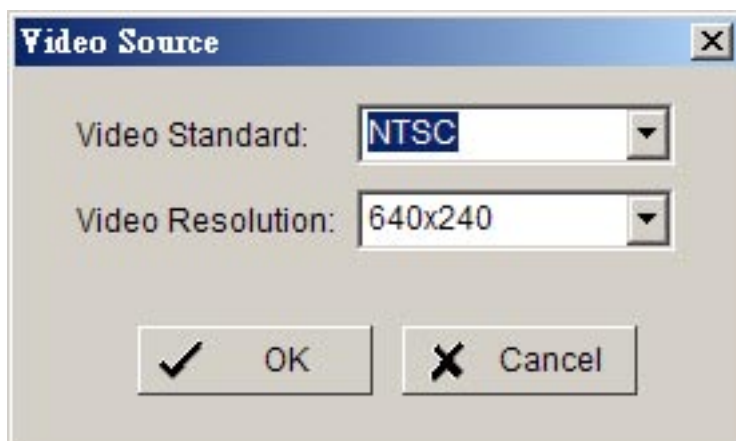 Video Source
Video Standard: NTSC
Video Resolution: 640x240
OK Cancel